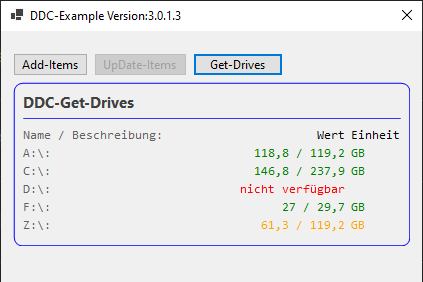 DDC-Example Version:3.0.1.3
Add-Items UpDate-Items Get-Drives
DDC-Get-Drives
Name / Beschreibung: Wert Einheit
A:\: 118,8 / 119,2 GB
C:\: 146,8 / 237,9 GB
D:\: nicht verfügbar
F:\: 27 / 29,7 GB
Z:\: 61,3 / 119,2 GB